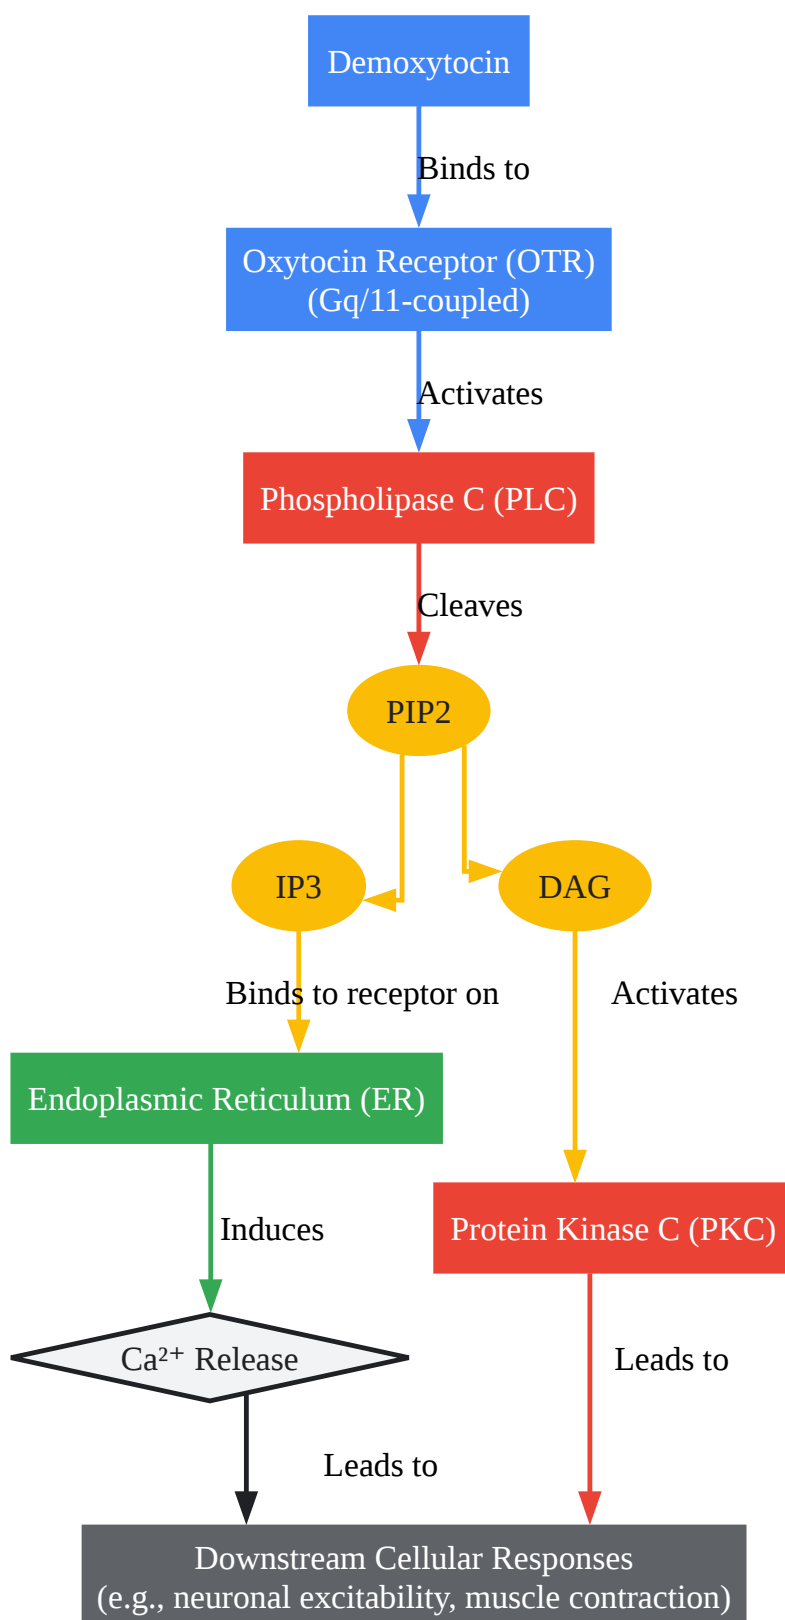 Demoxytocin
Binds to
Oxytocin Receptor (OTR)
(Gq/11-coupled)
Activates
Phospholipase C (PLC)
Cleaves
PIP2
IP3
DAG
Binds to receptor on
Activates
Endoplasmic Reticulum (ER)
Induces
Protein Kinase C (PKC)
Ca²⁺ Release
Leads to
Leads to
Downstream Cellular Responses
(e.g., neuronal excitability, muscle contraction)